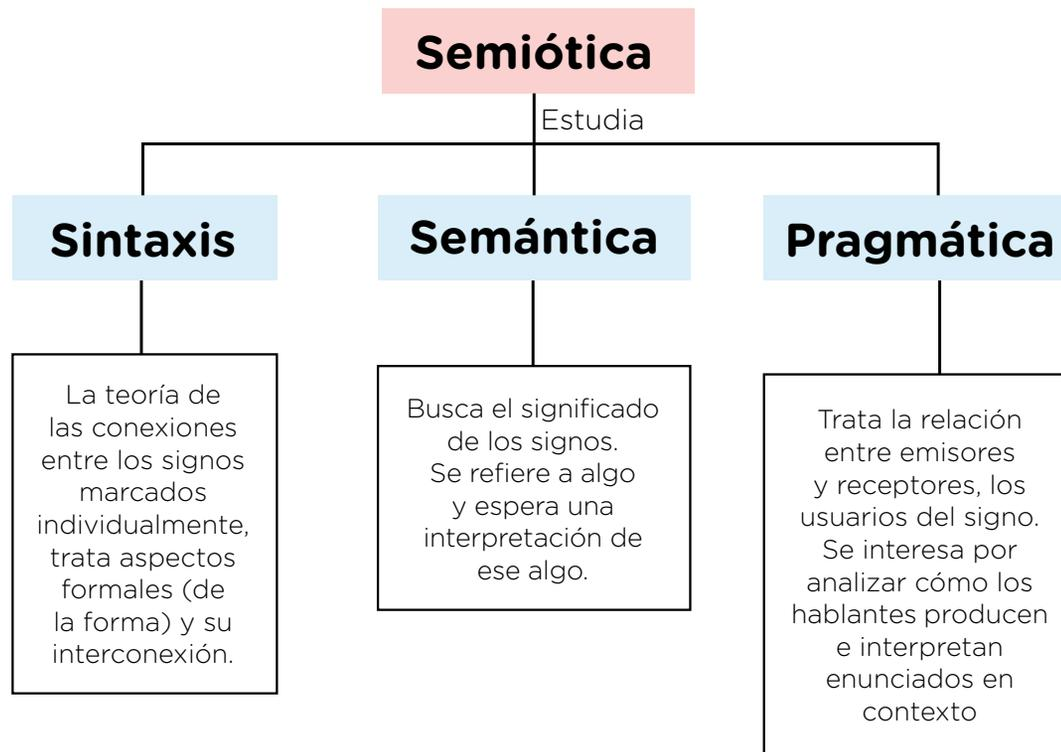 Semiótica
Estudia
Sintaxis
Semántica
Pragmática
La teoría de
las conexiones
entre los signos
marcados
individualmente,
trata aspectos
formales (de
la forma) y su
interconexión.
Busca el significado
de los signos.
Se refiere a algo
y espera una
interpretación de
ese algo.
Trata la relación
entre emisores
y receptores, los
usuarios del signo.
Se interesa por
analizar cómo los
hablantes producen
e interpretan
enunciados en
contexto